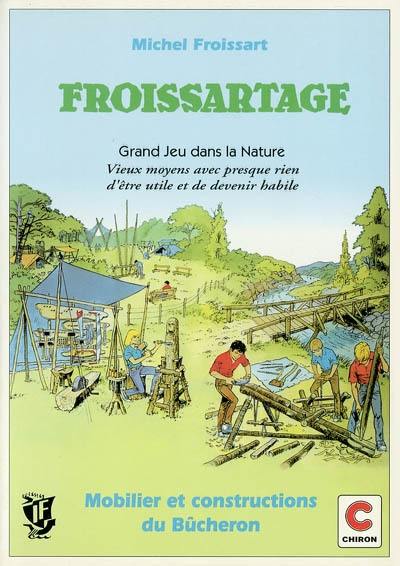 Michel Froissart
FROISSARTAGE
Grand Jeu dans la Nature
Vieux moyens avec presque rien
d'être utile et de devenir habile
Mobilier et constructions
du Bûcheron
IF
C
CHIRON